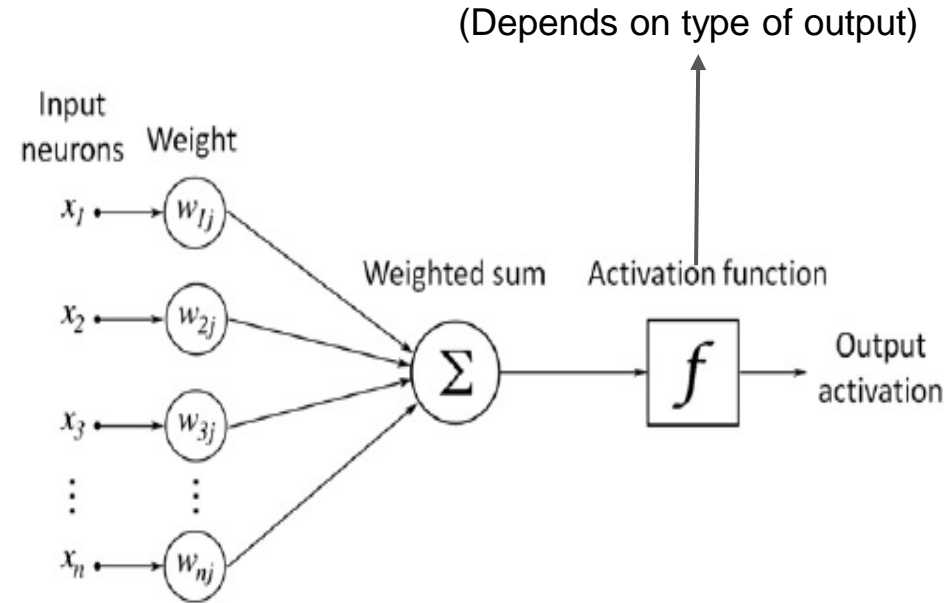 (Depends on type of output)
Input
neurons
Weight
x₁
w₁ⱼ
Weighted sum
Activation function
x₂
w₂ⱼ
Σ
f
Output
activation
x₃
w₃ⱼ
⋮
⋮
xₙ
wₙⱼ